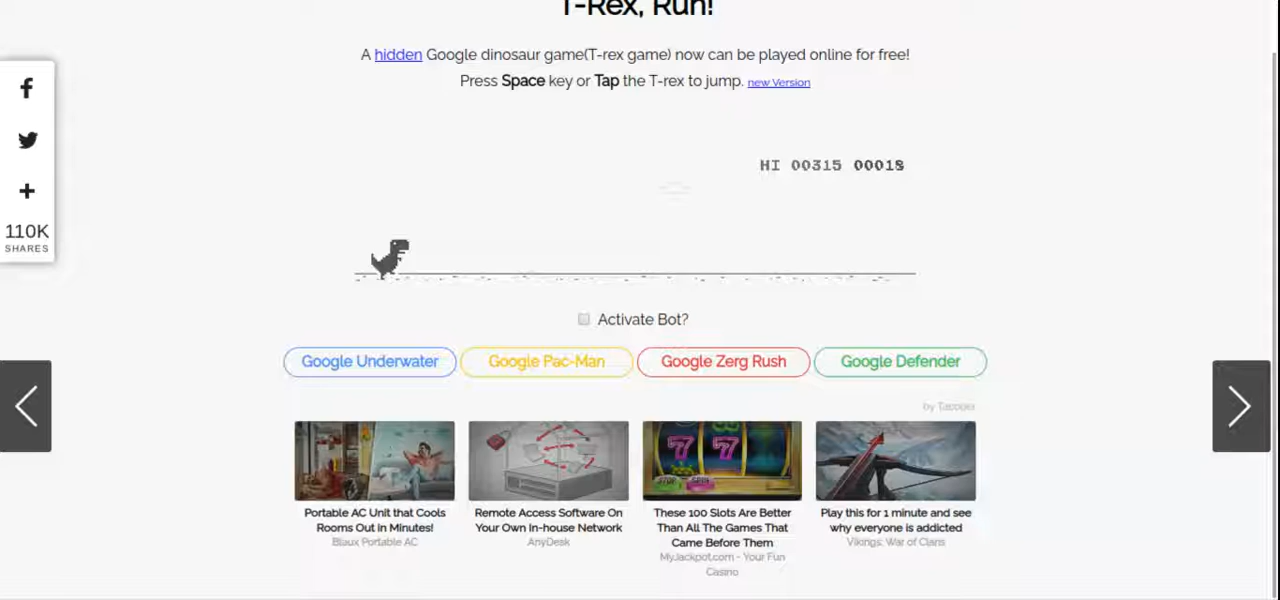 T-Rex, Run!
A hidden Google dinosaur game(T-rex game) now can be played online for free!
Press Space key or Tap the T-rex to jump. new Version
110K
SHARES
HI 00315 00018
Activate Bot?
Google Underwater
Google Pac-Man
Google Zerg Rush
Google Defender
Portable AC Unit that Cools
Rooms Out in Minutes!
Blaux Portable AC
Remote Access Software On
Your Own In-house Network
AnyDesk
These 100 Slots Are Better
Than All The Games That
Came Before Them
MyJackpot.com - Your Fun
Casino
Play this for 1 minute and see
why everyone is addicted
Vikings: War of Clans